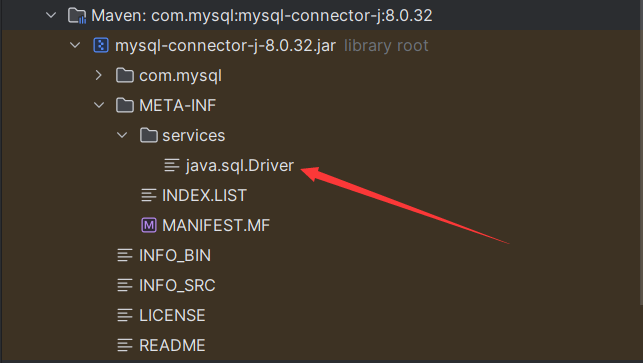 Maven: com.mysql:mysql-connector-j:8.0.32
mysql-connector-j-8.0.32.jar library root
com.mysql
META-INF
services
java.sql.Driver
INDEX.LIST
M MANIFEST.MF
INFO_BIN
INFO_SRC
LICENSE
README